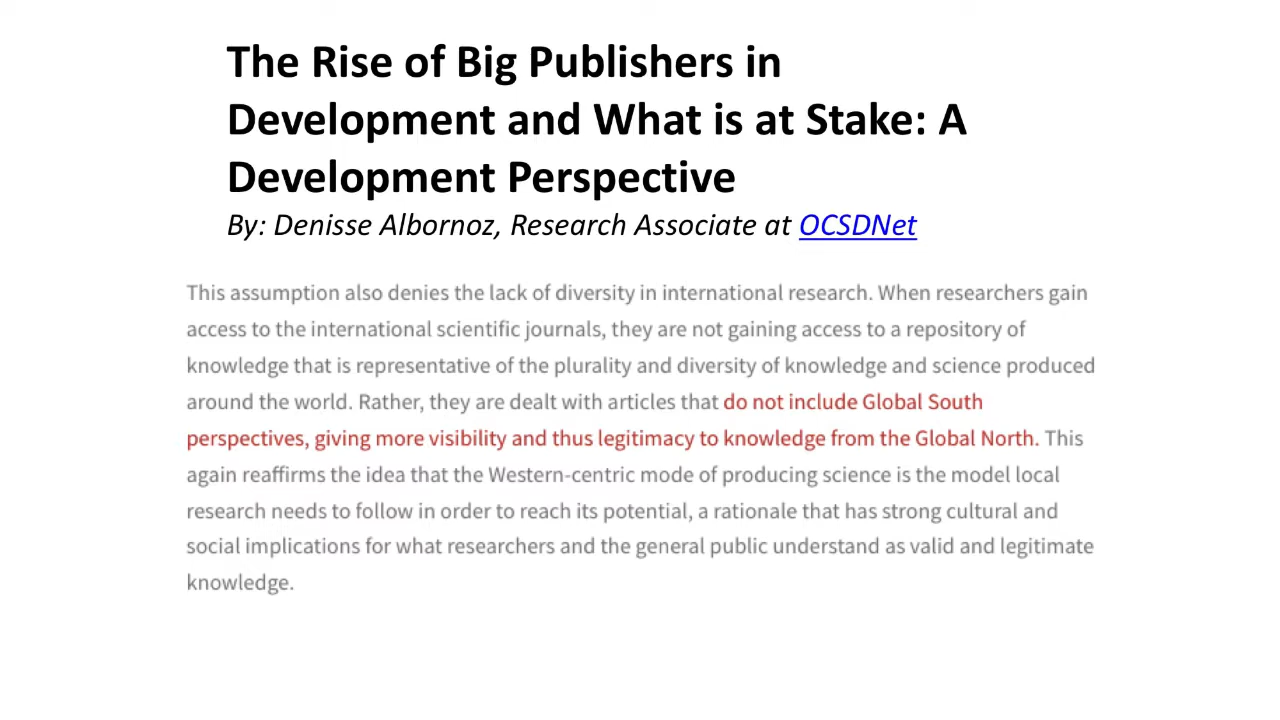 The Rise of Big Publishers in
Development and What is at Stake: A
Development Perspective
By: Denisse Albornoz, Research Associate at OCSDNet
This assumption also denies the lack of diversity in international research. When researchers gain
access to the international scientific journals, they are not gaining access to a repository of
knowledge that is representative of the plurality and diversity of knowledge and science produced
around the world. Rather, they are dealt with articles that do not include Global South
perspectives, giving more visibility and thus legitimacy to knowledge from the Global North. This
again reaffirms the idea that the Western-centric mode of producing science is the model local
research needs to follow in order to reach its potential, a rationale that has strong cultural and
social implications for what researchers and the general public understand as valid and legitimate
knowledge.